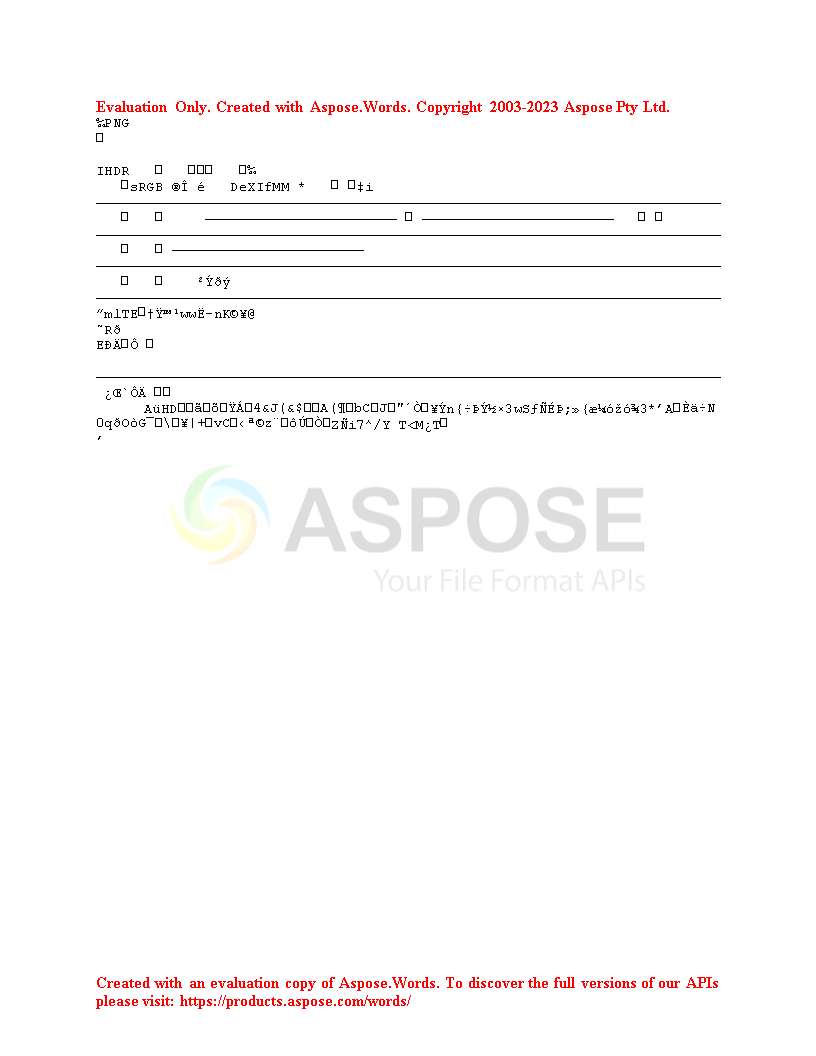 Evaluation Only. Created with Aspose.Words. Copyright 2003-2023 Aspose Pty Ltd.
‰PNG
□
IHDR □ □□□ □‰
□sRGB ®Î é DeXIfMM * □ □‡i
□ □ □ □ □
□ □
□ □ ²Ýðý
”mlTE□†Ÿ™¹wwË–nK©¥@
˜Rð
EÐÄ□Ô □
¿Œ`ÔÄ □□
AüHD□□ã□õ□ŸÁ□4&J(&$□□A(¶□bC□J□"´Ò□¥Ýn{÷ÞÝ½×3wSƒÑÉÞ;»{æ¼óžó¾3*’A□Èä÷N
0qðOòG¯□\□¥|+□vC□‹ª©z¨□óÚ□Ò□ZÑi7^/Y T<M¿T□
‚
ASPOSE
Your File Format APIs
Created with an evaluation copy of Aspose.Words. To discover the full versions of our APIs
please visit: https://products.aspose.com/words/